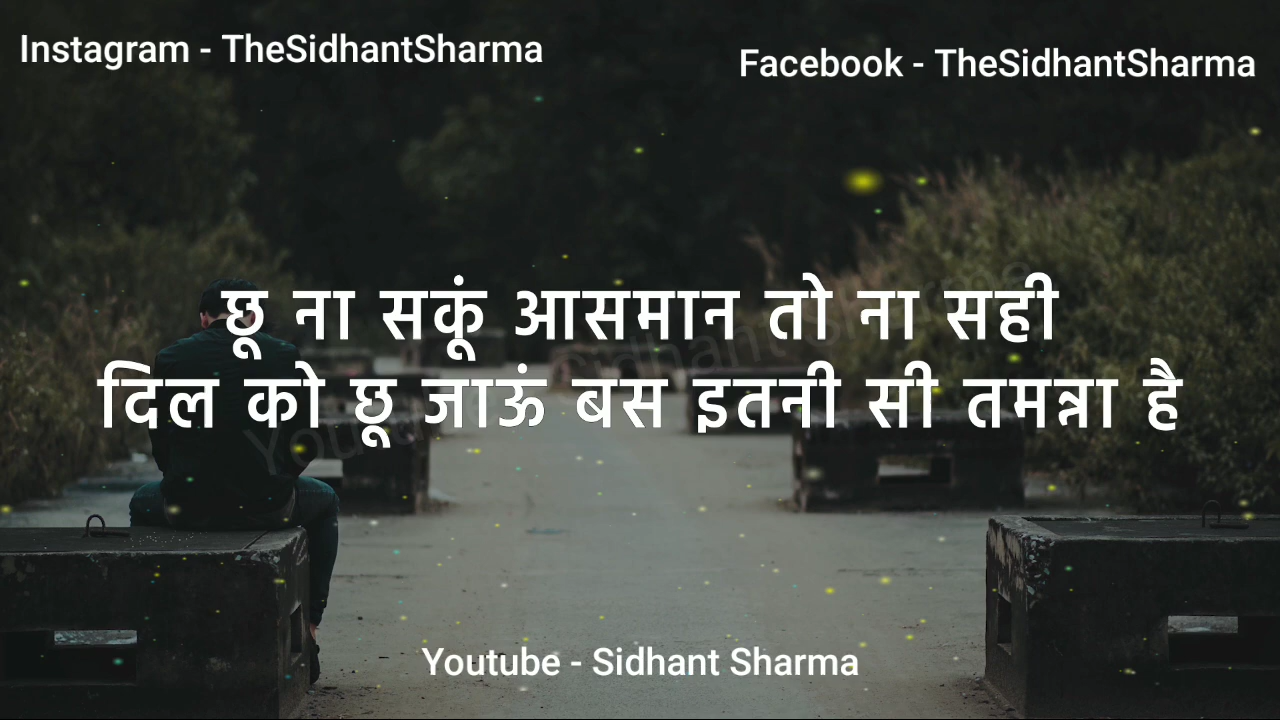 Instagram - TheSidhantSharma
Facebook - TheSidhantSharma
छू ना सकूं आसमान तो ना सही
दिल को छू जाऊं बस इतनी सी तमन्ना है
Youtube - Sidhant Sharma